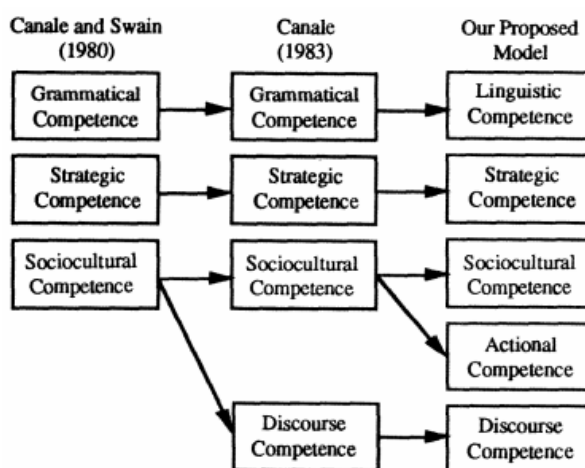 Canale and Swain
(1980)
Canale
(1983)
Our Proposed
Model
Grammatical
Competence
Grammatical
Competence
Linguistic
Competence
Strategic
Competence
Strategic
Competence
Strategic
Competence
Sociocultural
Competence
Sociocultural
Competence
Sociocultural
Competence
Actional
Competence
Discourse
Competence
Discourse
Competence